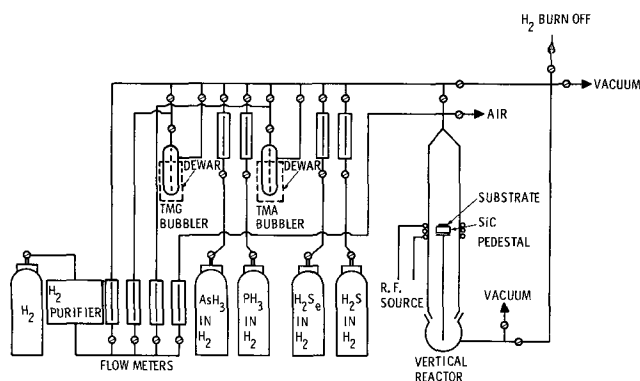 H2 BURN OFF
VACUUM
AIR
DEWAR
DEWAR
TMG
BUBBLER
TMA
BUBBLER
SUBSTRATE
SiC
PEDESTAL
R.F.
SOURCE
VACUUM
H2
H2
PURIFIER
AsH3
IN
H2
PH3
IN
H2
H2Se
IN
H2
H2S
IN
H2
FLOW METERS
VERTICAL
REACTOR